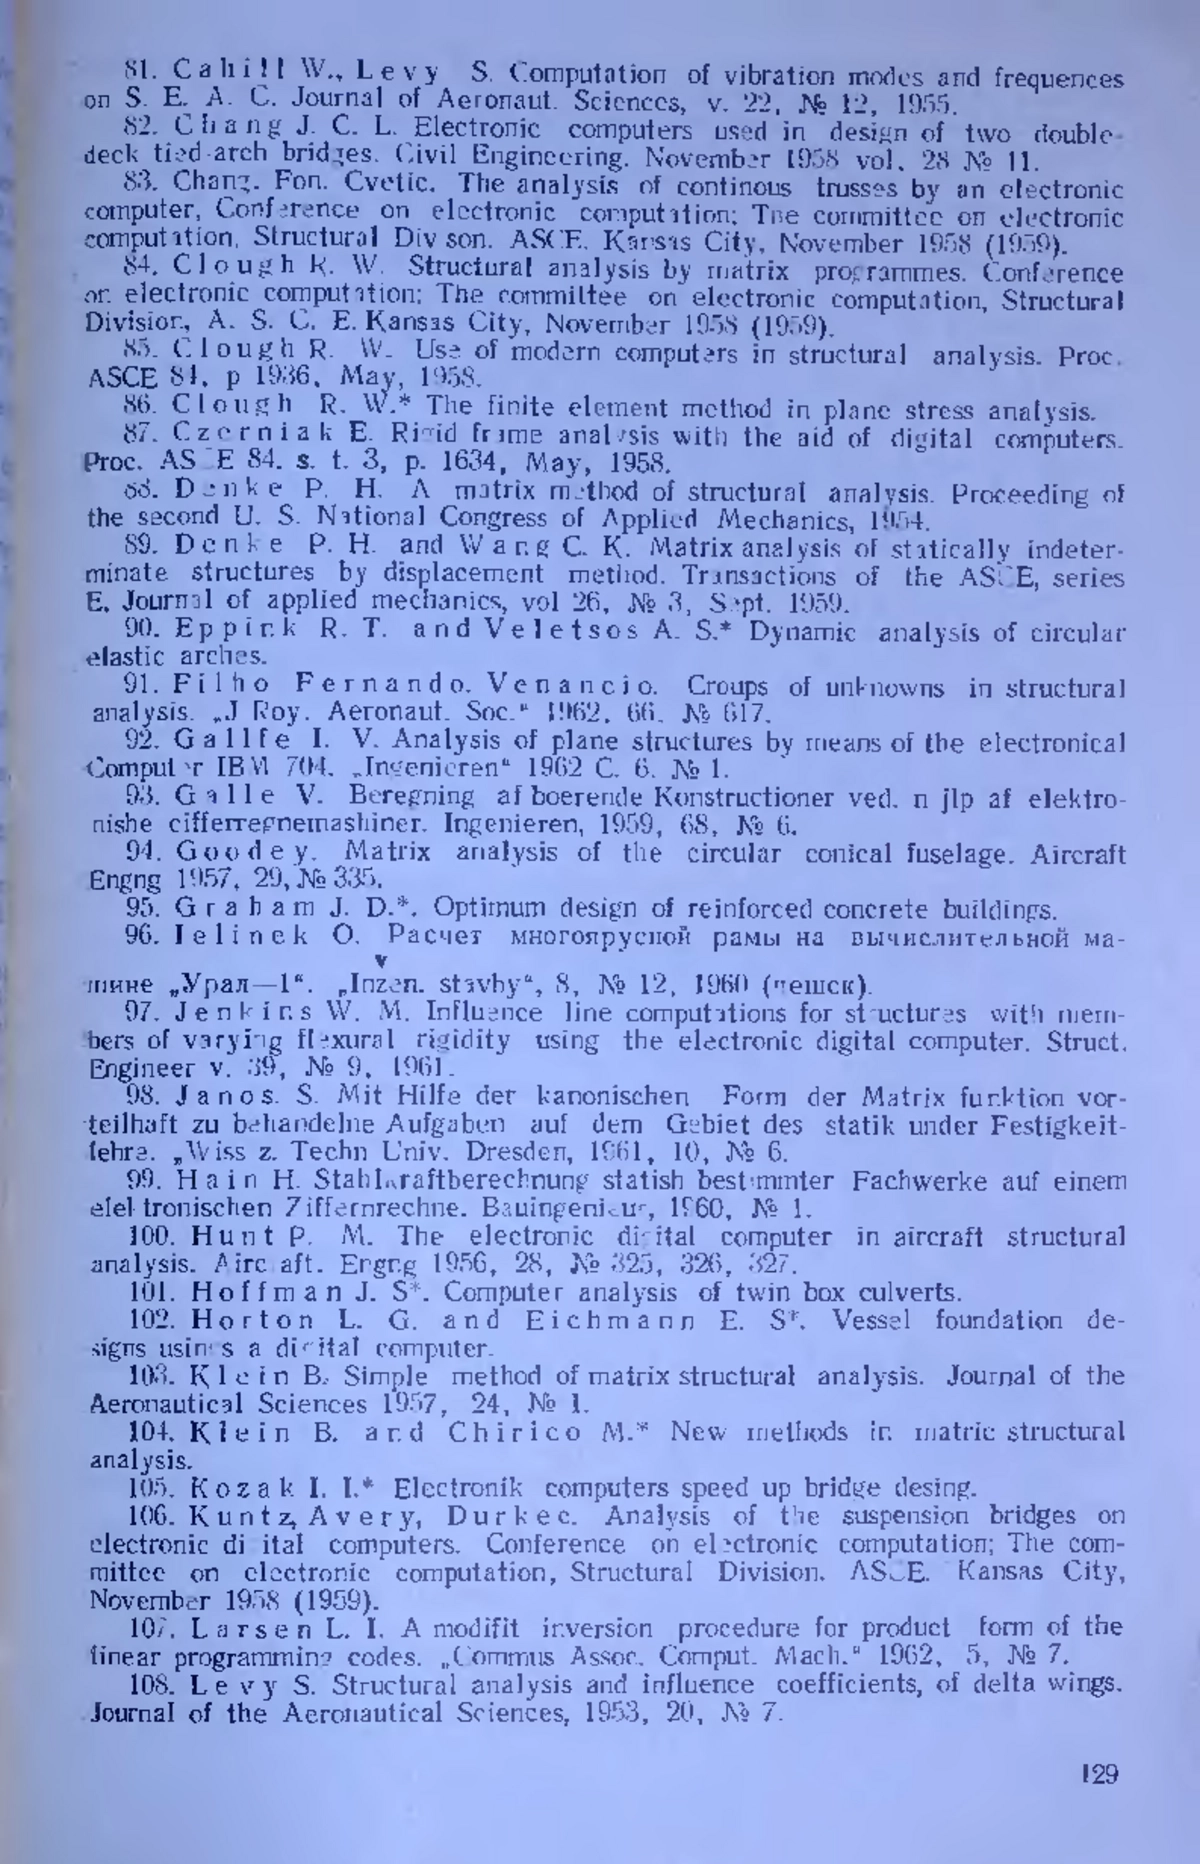 81. Cahill W., Levy S. Computation of vibration modes and frequences
on S. E. A. C. Journal of Aeronaut. Sciences, v. 22, № 12, 1955.
82. Chang J. C. L. Electronic computers used in design of two double-
deck tied-arch bridges. Civil Engineering. November 1958 vol. 28 № 11.
83. Chang. Fon. Cvetic. The analysis of continous trusses by an electronic
computer, Conference on electronic computation; The committee on electronic
computation, Structural Divison. ASCE. Kansas City, November 1958 (1959).
84. Clough R. W. Structural analysis by matrix programmes. Conference
on electronic computation; The committee on electronic computation, Structural
Division, A. S. C. E. Kansas City, November 1958 (1959).
85. Clough R. W. Use of modern computers in structural analysis. Proc.
ASCE 84, p 1936, May, 1958.
86. Clough R. W.* The finite element method in plane stress analysis.
87. Czerniak E. Rigid frame analysis with the aid of digital computers.
Proc. ASCE 84. s. t. 3, p. 1634, May, 1958.
88. Denke P. H. A matrix method of structural analysis. Proceeding of
the second U. S. National Congress of Applied Mechanics, 1954.
89. Denke P. H. and Wang C. K. Matrix analysis of statically indeter-
minate structures by displacement method. Transactions of the ASCE, series
E. Journal of applied mechanics, vol 26, № 3, Sept. 1959.
90. Eppink R. T. and Veletsos A. S.* Dynamic analysis of circular
elastic arches.
91. Filho Fernando. Venancio. Croups of unknowns in structural
analysis. „J Roy. Aeronaut. Soc.“ 1962, 66, № 617.
92. Gallfe I. V. Analysis of plane structures by means of the electronical
Computer IBM 704. „Ingenieren“ 1962 C. 6. № 1.
93. Galle V. Beregning af boerende Konstructioner ved. n jlp af elektro-
nishe cifferregnemashiner. Ingenieren, 1959, 68, № 6.
94. Goodey. Matrix analysis of the circular conical fuselage. Aircraft
Engng 1957, 29, № 335.
95. Graham J. D.*. Optimum design of reinforced concrete buildings.
96. Ielinek O. Расчет многоярусной рамы на вычислительной ма-
шине „Урал—1“. „Inzen. stavby“, 8, № 12, 1960 (чешск).
97. Jenkins W. M. Influence line computations for structures with mem-
bers of varying flexural rigidity using the electronic digital computer. Struct.
Engineer v. 39, № 9, 1961.
98. Janos. S. Mit Hilfe der kanonischen Form der Matrix funktion vor-
teilhaft zu behandelne Aufgaben auf dem Gebiet des statik under Festigkeit-
lehre. „Wiss z. Techn Univ. Dresden, 1961, 10, № 6.
99. Hain H. Stahlkraftberechnung statish bestimmter Fachwerke auf einem
elektronischen Ziffernrechne. Bauingenieur, 1960, № 1.
100. Hunt P. M. The electronic digital computer in aircraft structural
analysis. Aircraft. Engng 1956, 28, № 325, 326, 327.
101. Hoffman J. S*. Computer analysis of twin box culverts.
102. Horton L. G. and Eichmann E. S*. Vessel foundation de-
signs usings a digital computer.
103. Klein B. Simple method of matrix structural analysis. Journal of the
Aeronautical Sciences 1957, 24, № 1.
104. Klein B. and Chirico M.* New methods in matric structural
analysis.
105. Kozak I. I.* Electronik computers speed up bridge desing.
106. Kuntz, Avery, Durkee. Analysis of the suspension bridges on
electronic digital computers. Conference on electronic computation; The com-
mittee on electronic computation, Structural Division. ASCE. Kansas City,
November 1958 (1959).
107. Larsen L. I. A modifit inversion procedure for product form of the
linear programming codes. „Commus Assoc. Comput. Mach.“ 1962, 5, № 7.
108. Levy S. Structural analysis and influence coefficients, of delta wings.
Journal of the Aeronautical Sciences, 1953, 20, № 7.
129